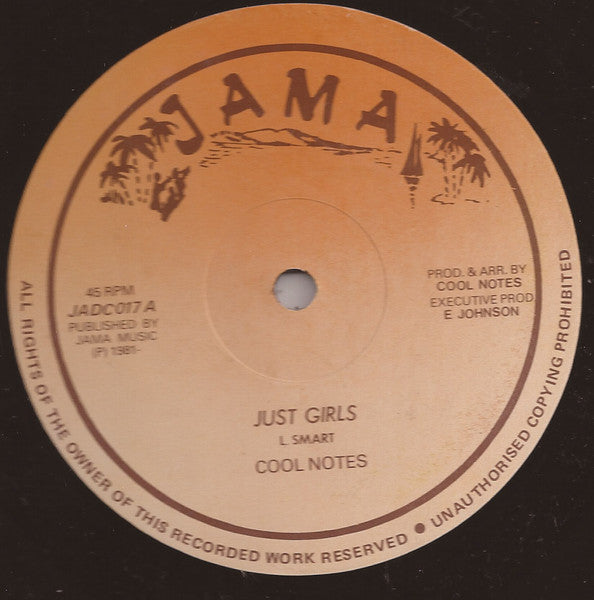 JAMA
45 RPM
JADC017 A
PUBLISHED BY
JAMA MUSIC
(P) 1981-
PROD. & ARR. BY
COOL NOTES
EXECUTIVE PROD.
E JOHNSON
JUST GIRLS
L. SMART
COOL NOTES
ALL RIGHTS OF THE OWNER OF THIS RECORDED WORK RESERVED ● UNAUTHORISED COPYING PROHIBITED